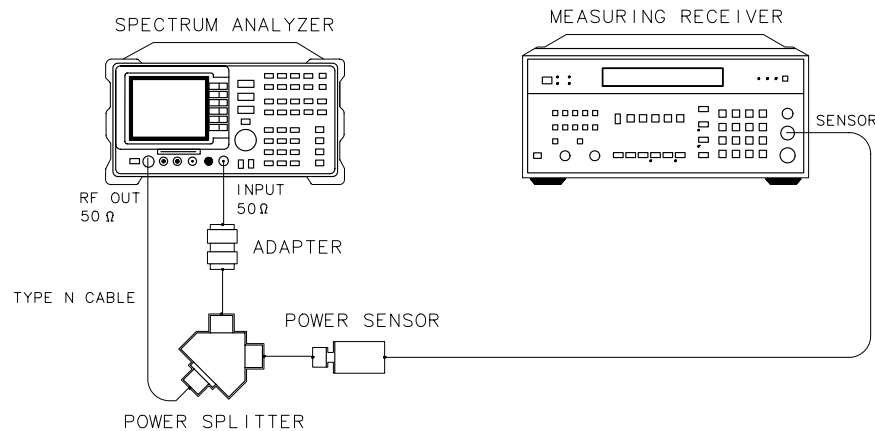 SPECTRUM ANALYZER
MEASURING RECEIVER
SENSOR
RF OUT
50 Ω
INPUT
50 Ω
ADAPTER
TYPE N CABLE
POWER SENSOR
POWER SPLITTER